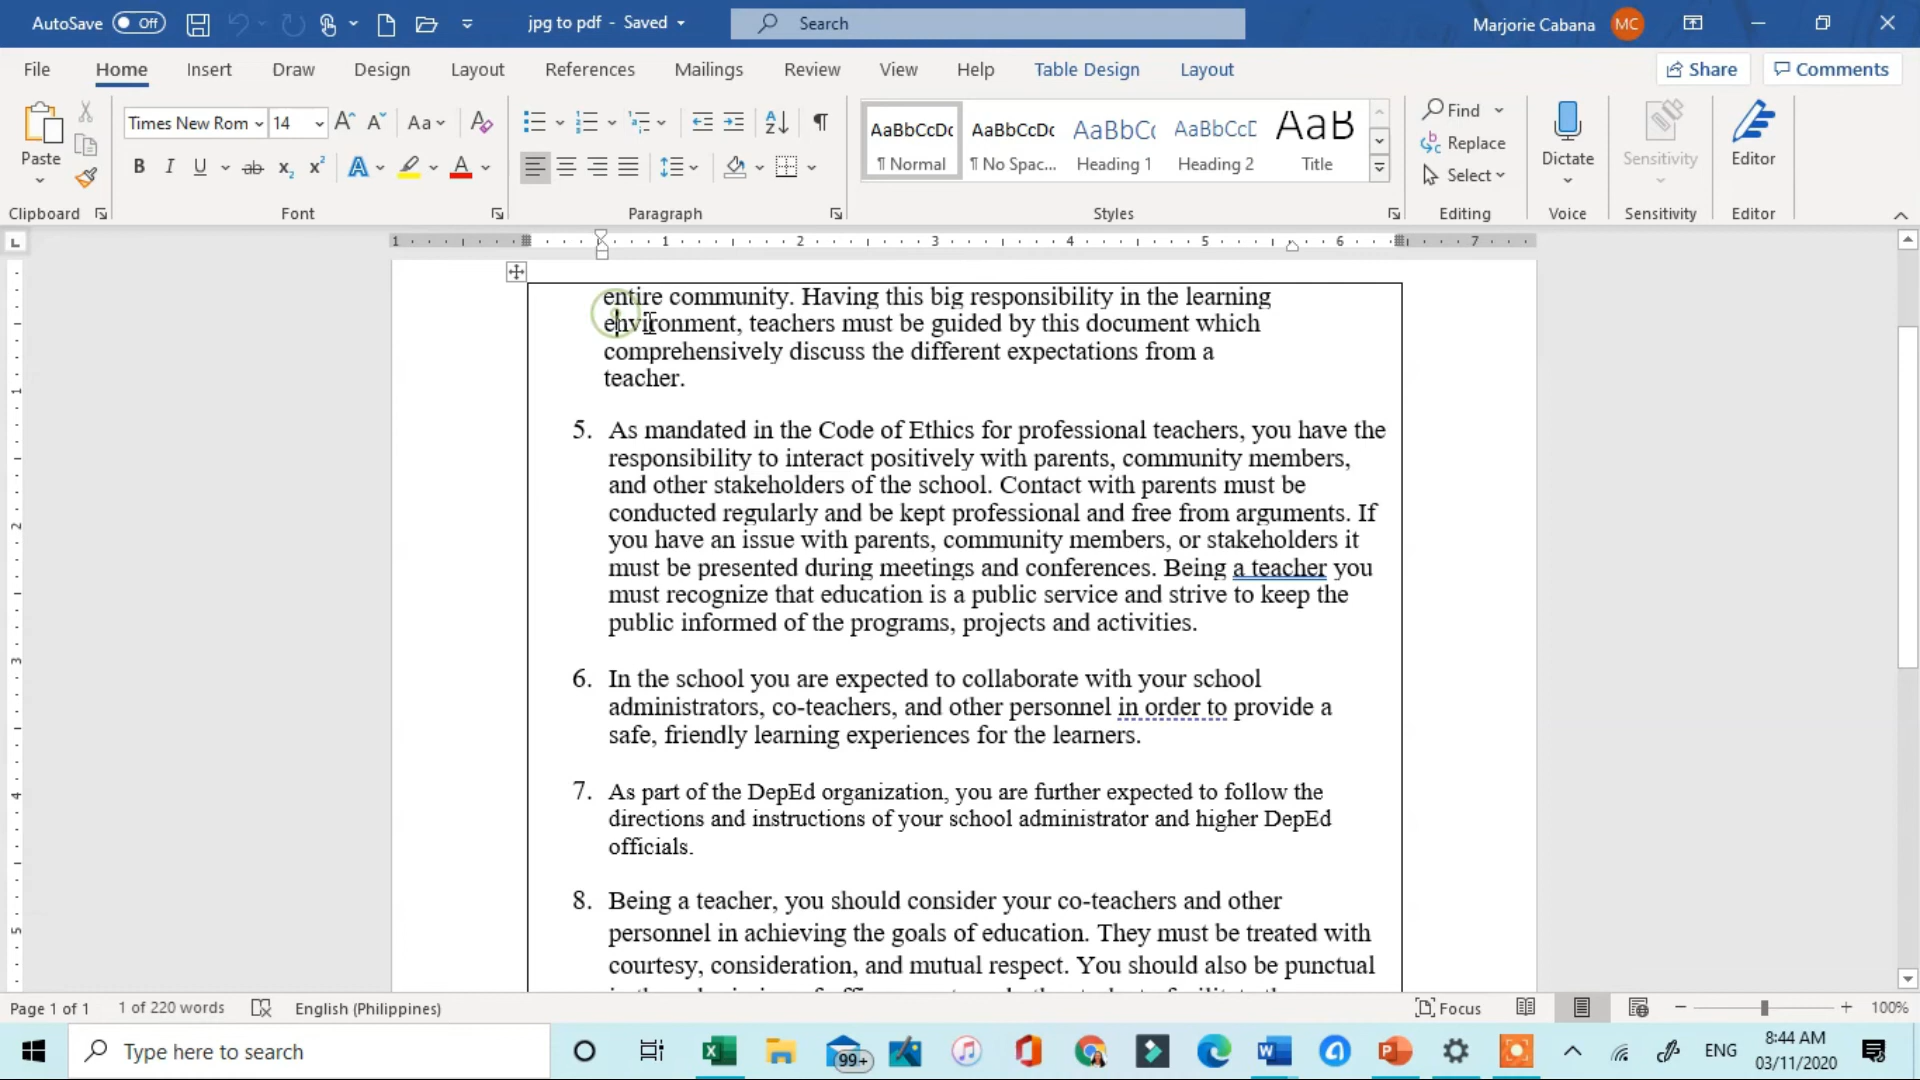 AutoSave Off jpg to pdf - Saved Search Marjorie Cabana MC
File Home Insert Draw Design Layout References Mailings Review View Help Table Design Layout Share Comments
Paste
Times New Rom 14 Aa
B I U ab x₂ x² A A
AaBbCcDc AaBbCcDc AaBbC AaBbCcD AaB
¶ Normal ¶ No Spac... Heading 1 Heading 2 Title
Find
Replace
Select
Dictate Sensitivity Editor
Clipboard Font Paragraph Styles Editing Voice Sensitivity Editor
1 1 2 3 4 5 6 7
entire community. Having this big responsibility in the learning
environment, teachers must be guided by this document which
comprehensively discuss the different expectations from a
teacher.
5. As mandated in the Code of Ethics for professional teachers, you have the
responsibility to interact positively with parents, community members,
and other stakeholders of the school. Contact with parents must be
conducted regularly and be kept professional and free from arguments. If
you have an issue with parents, community members, or stakeholders it
must be presented during meetings and conferences. Being a teacher you
must recognize that education is a public service and strive to keep the
public informed of the programs, projects and activities.
6. In the school you are expected to collaborate with your school
administrators, co-teachers, and other personnel in order to provide a
safe, friendly learning experiences for the learners.
7. As part of the DepEd organization, you are further expected to follow the
directions and instructions of your school administrator and higher DepEd
officials.
8. Being a teacher, you should consider your co-teachers and other
personnel in achieving the goals of education. They must be treated with
courtesy, consideration, and mutual respect. You should also be punctual
Page 1 of 1 1 of 220 words English (Philippines) Focus 100%
Type here to search 99+ ENG 8:44 AM
03/11/2020